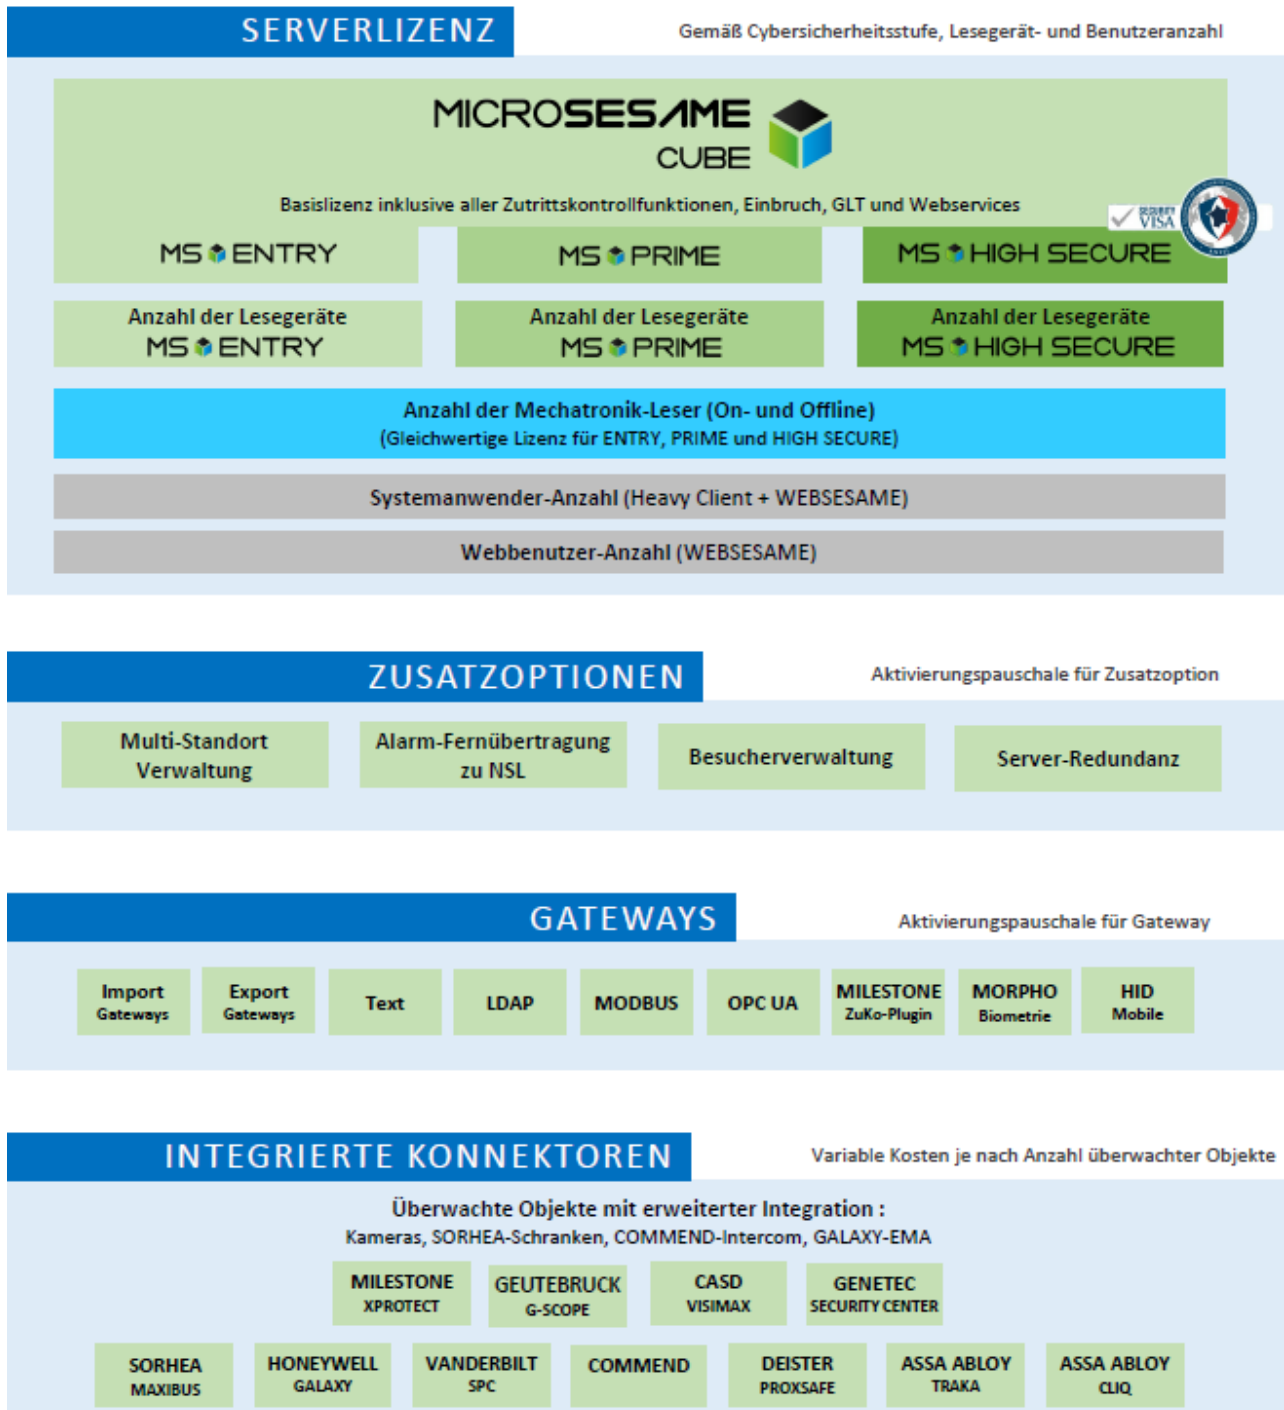 SERVERLIZENZ
Gemäß Cybersicherheitsstufe, Lesegerät- und Benutzeranzahl
MICROSESAME
CUBE
Basislizenz inklusive aller Zutrittskontrollfunktionen, Einbruch, GLT und Webservices
SECURITY
VISA
MS ENTRY
MS PRIME
MS HIGH SECURE
Anzahl der Lesegeräte
MS ENTRY
Anzahl der Lesegeräte
MS PRIME
Anzahl der Lesegeräte
MS HIGH SECURE
Anzahl der Mechatronik-Leser (On- und Offline)
(Gleichwertige Lizenz für ENTRY, PRIME und HIGH SECURE)
Systemanwender-Anzahl (Heavy Client + WEBSESAME)
Webbenutzer-Anzahl (WEBSESAME)
ZUSATZOPTIONEN
Aktivierungspauschale für Zusatzoption
Multi-Standort
Verwaltung
Alarm-Fernübertragung
zu NSL
Besucherverwaltung
Server-Redundanz
GATEWAYS
Aktivierungspauschale für Gateway
Import
Gateways
Export
Gateways
Text
LDAP
MODBUS
OPC UA
MILESTONE
ZuKo-Plugin
MORPHO
Biometrie
HID
Mobile
INTEGRIERTE KONNEKTOREN
Variable Kosten je nach Anzahl überwachter Objekte
Überwachte Objekte mit erweiterter Integration :
Kameras, SORHEA-Schranken, COMMEND-Intercom, GALAXY-EMA
MILESTONE
XPROTECT
GEUTEBRUCK
G-SCOPE
CASD
VISIMAX
GENETEC
SECURITY CENTER
SORHEA
MAXIBUS
HONEYWELL
GALAXY
VANDERBILT
SPC
COMMEND
DEISTER
PROXSAFE
ASSA ABLOY
TRAKA
ASSA ABLOY
CLIQ